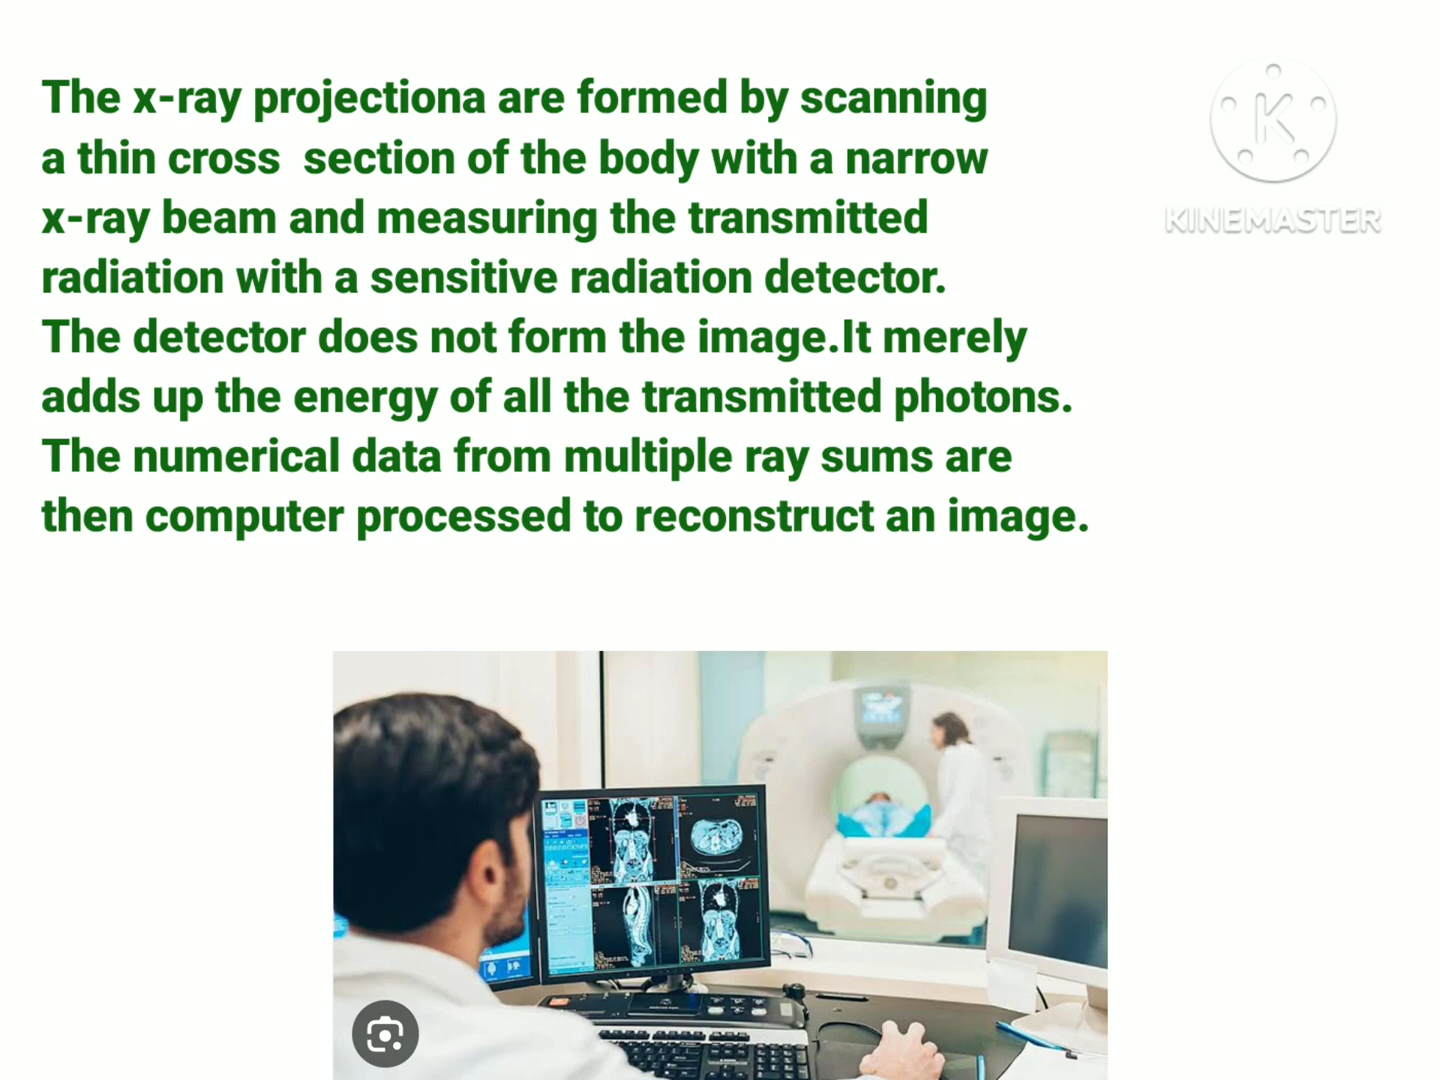 The x-ray projectiona are formed by scanning
a thin cross  section of the body with a narrow
x-ray beam and measuring the transmitted
radiation with a sensitive radiation detector.
The detector does not form the image.It merely
adds up the energy of all the transmitted photons.
The numerical data from multiple ray sums are
then computer processed to reconstruct an image.
K
KINEMASTER